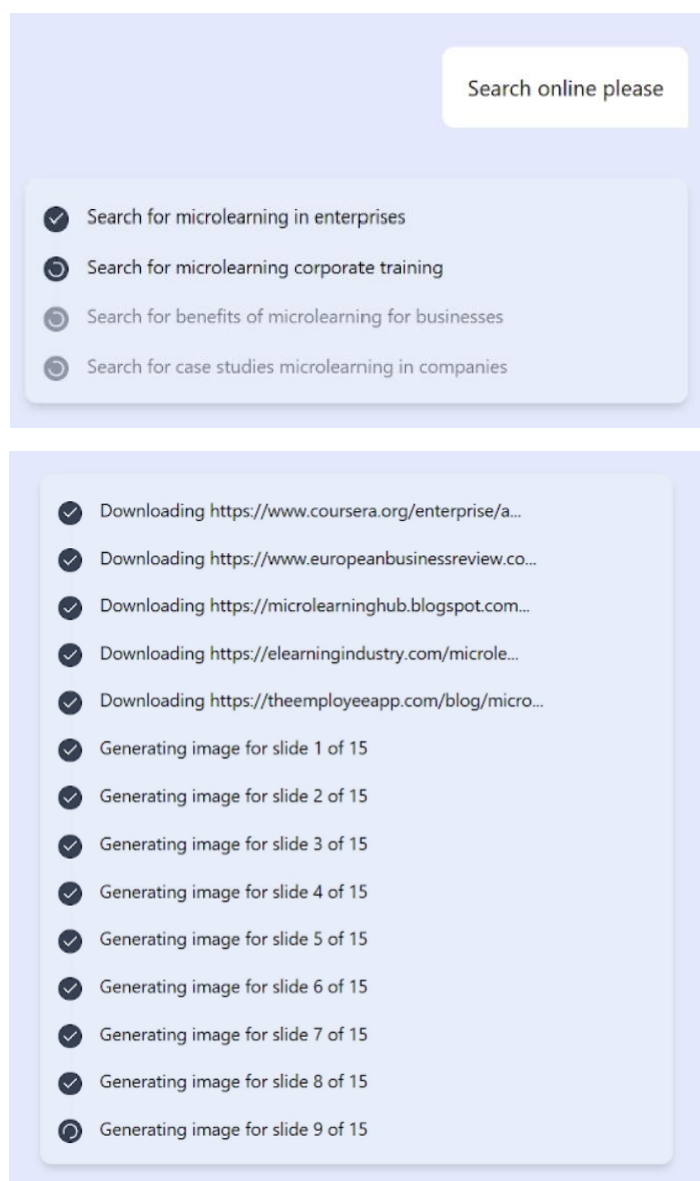 Search online please
Search for microlearning in enterprises
Search for microlearning corporate training
Search for benefits of microlearning for businesses
Search for case studies microlearning in companies
Downloading https://www.coursera.org/enterprise/a...
Downloading https://www.europeanbusinessreview.co...
Downloading https://microlearninghub.blogspot.com...
Downloading https://elearningindustry.com/microle...
Downloading https://theemployeeapp.com/blog/micro...
Generating image for slide 1 of 15
Generating image for slide 2 of 15
Generating image for slide 3 of 15
Generating image for slide 4 of 15
Generating image for slide 5 of 15
Generating image for slide 6 of 15
Generating image for slide 7 of 15
Generating image for slide 8 of 15
Generating image for slide 9 of 15